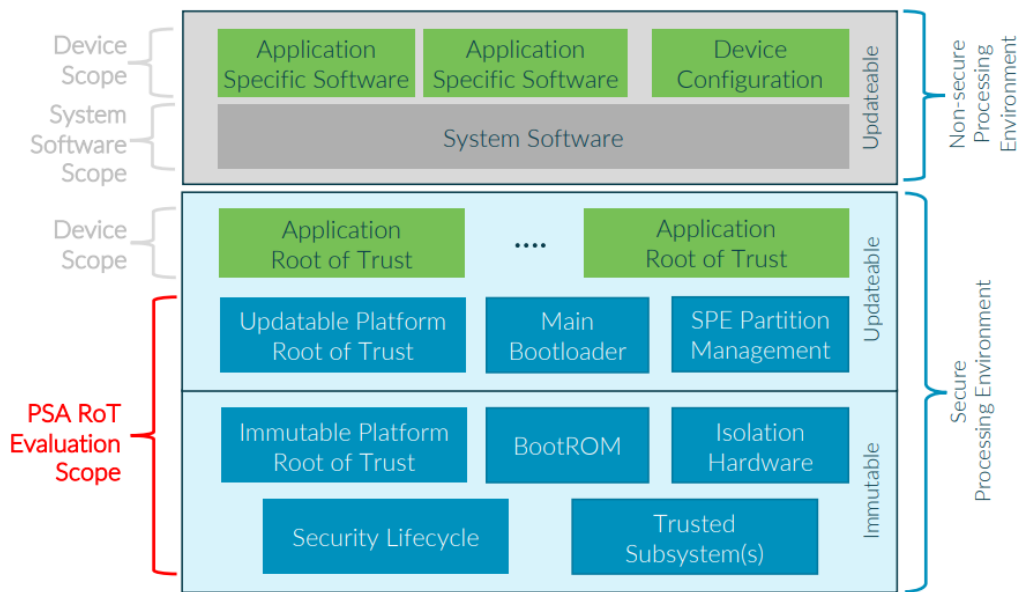 Device
Scope
Application
Specific Software
Application
Specific Software
Device
Configuration
System
Software
Scope
System Software
Updateable
Non-secure
Processing
Environment
Device
Scope
Application
Root of Trust
....
Application
Root of Trust
Updatable Platform
Root of Trust
Main
Bootloader
SPE Partition
Management
Updateable
PSA RoT
Evaluation
Scope
Immutable Platform
Root of Trust
BootROM
Isolation
Hardware
Security Lifecycle
Trusted
Subsystem(s)
Immutable
Secure
Processing Environment